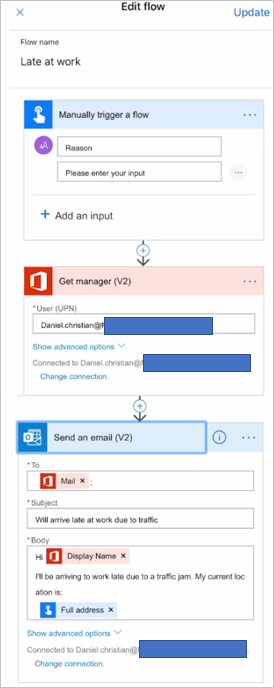 × Edit flow Update
Flow name
Late at work
Manually trigger a flow ...
Reason
Please enter your input ...
+ Add an input
Get manager (V2) ...
* User (UPN)
Daniel.christian@
Show advanced options
Connected to Daniel.christian@
Change connection.
Send an email (V2) ...
* To
Mail × ;
* Subject
Will arrive late at work due to traffic
* Body
Hi Display Name ×
I'll be arriving to work late due to a traffic jam. My current loc
ation is:
Full address ×
Show advanced options
Connected to Daniel.christian@
Change connection.